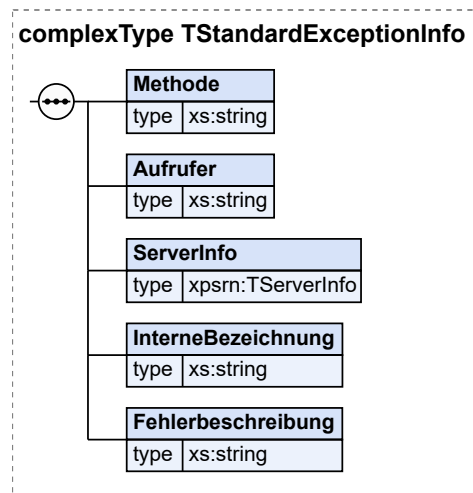 complexType TStandardExceptionInfo
Methode
type xs:string
Aufrufer
type xs:string
ServerInfo
type xpsrn:TServerInfo
InterneBezeichnung
type xs:string
Fehlerbeschreibung
type xs:string